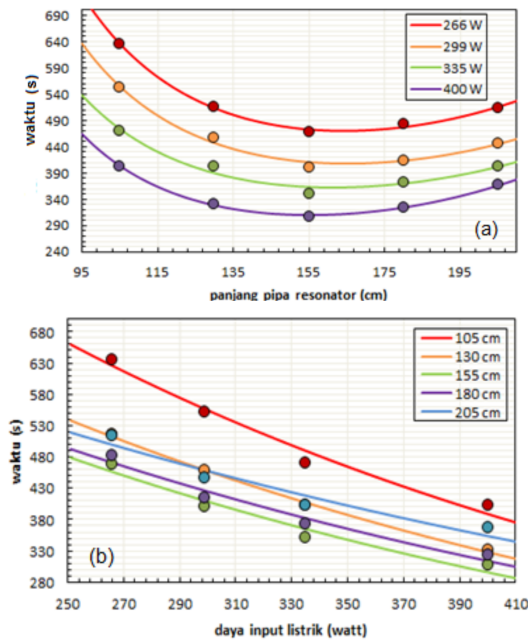 690
640
590
540
490
440
390
340
290
240
waktu (s)
266 W
299 W
335 W
400 W
(a)
95 115 135 155 175 195
panjang pipa resonator (cm)
680
630
580
530
480
430
380
330
280
waktu (s)
105 cm
130 cm
155 cm
180 cm
205 cm
(b)
250 270 290 310 330 350 370 390 410
daya input listrik (watt)